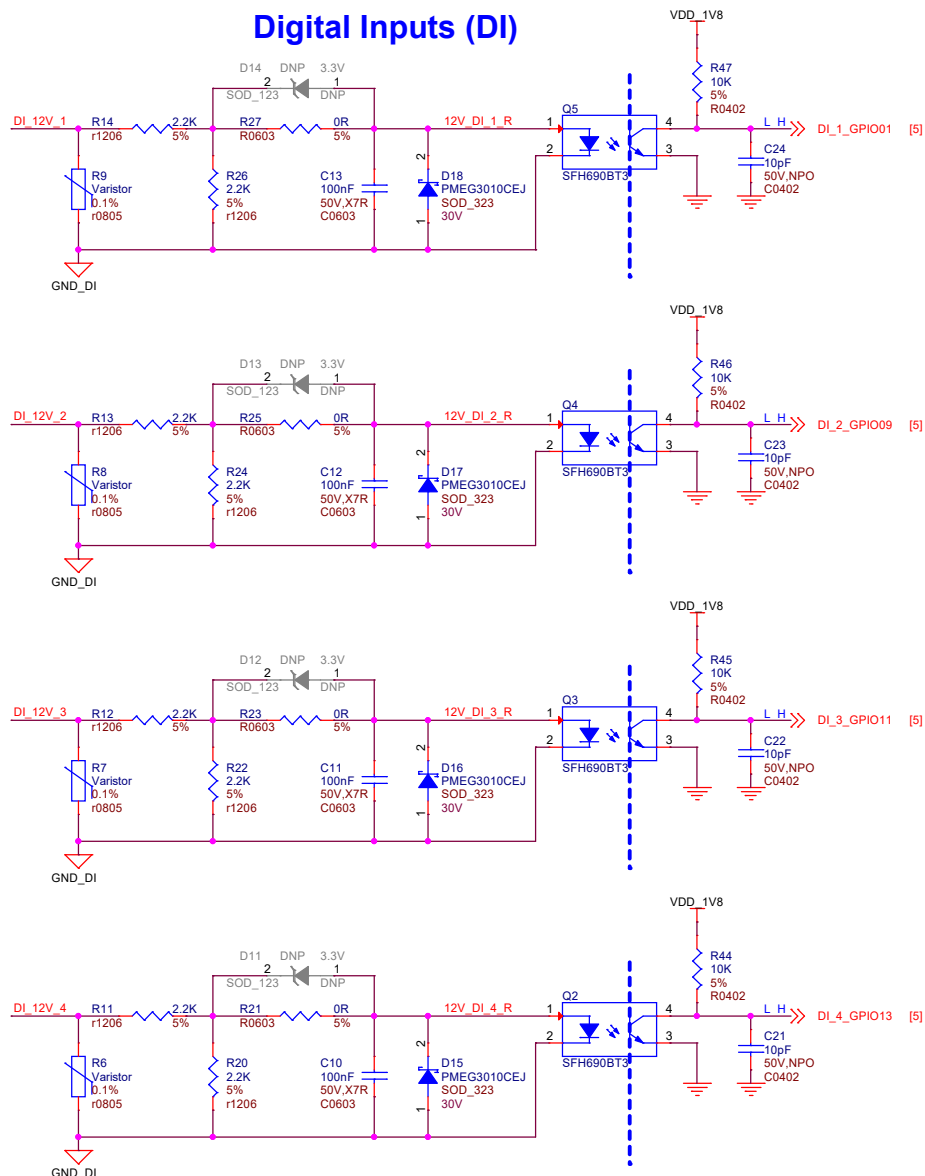 Digital Inputs (DI)
VDD_1V8
D14 DNP 3.3V
2 1
SOD_123 DNP
R47
10K
5%
R0402
DI_12V_1
R14 2.2K
r1206 5%
R27 0R
R0603 5%
12V_DI_1_R
Q5
1 4
2 3
SFH690BT3
L H
DI_1_GPIO01 [5]
R9
Varistor
0.1%
r0805
R26
2.2K
5%
r1206
C13
100nF
50V,X7R
C0603
2
D18
PMEG3010CEJ
SOD_323
30V
1
C24
10pF
50V,NPO
C0402
GND_DI
VDD_1V8
D13 DNP 3.3V
2 1
SOD_123 DNP
R46
10K
5%
R0402
DI_12V_2
R13 2.2K
r1206 5%
R25 0R
R0603 5%
12V_DI_2_R
Q4
1 4
2 3
SFH690BT3
L H
DI_2_GPIO09 [5]
R8
Varistor
0.1%
r0805
R24
2.2K
5%
r1206
C12
100nF
50V,X7R
C0603
2
D17
PMEG3010CEJ
SOD_323
30V
1
C23
10pF
50V,NPO
C0402
GND_DI
VDD_1V8
D12 DNP 3.3V
2 1
SOD_123 DNP
R45
10K
5%
R0402
DI_12V_3
R12 2.2K
r1206 5%
R23 0R
R0603 5%
12V_DI_3_R
Q3
1 4
2 3
SFH690BT3
L H
DI_3_GPIO11 [5]
R7
Varistor
0.1%
r0805
R22
2.2K
5%
r1206
C11
100nF
50V,X7R
C0603
2
D16
PMEG3010CEJ
SOD_323
30V
1
C22
10pF
50V,NPO
C0402
GND_DI
VDD_1V8
D11 DNP 3.3V
2 1
SOD_123 DNP
R44
10K
5%
R0402
DI_12V_4
R11 2.2K
r1206 5%
R21 0R
R0603 5%
12V_DI_4_R
Q2
1 4
2 3
SFH690BT3
L H
DI_4_GPIO13 [5]
R6
Varistor
0.1%
r0805
R20
2.2K
5%
r1206
C10
100nF
50V,X7R
C0603
2
D15
PMEG3010CEJ
SOD_323
30V
1
C21
10pF
50V,NPO
C0402
GND_DI